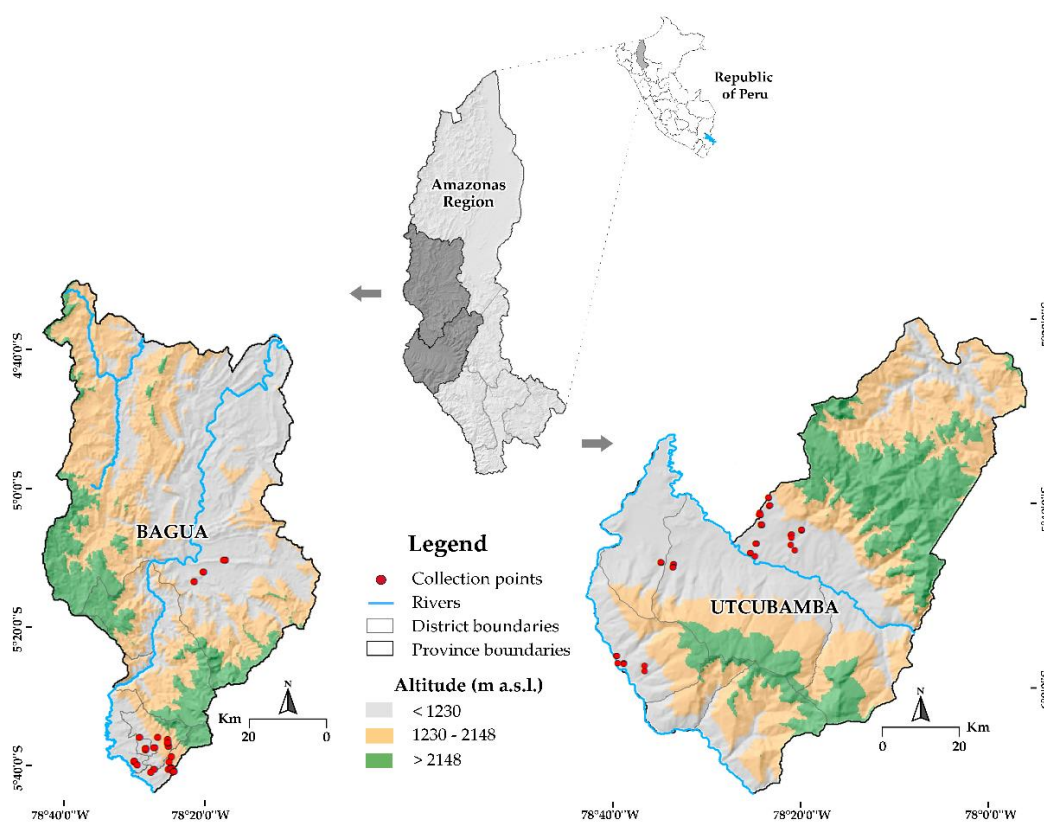 Republic
of Peru
Amazonas
Region
4°40'0"S
5°0'0"S
5°20'0"S
5°40'0"S
78°40'0"W
78°20'0"W
BAGUA
N
Km
20
0
Legend
Collection points
Rivers
District boundaries
Province boundaries
Altitude (m a.s.l.)
< 1230
1230 - 2148
> 2148
UTCUBAMBA
N
Km
0
20
78°40'0"W
78°20'0"W
78°0'0"W